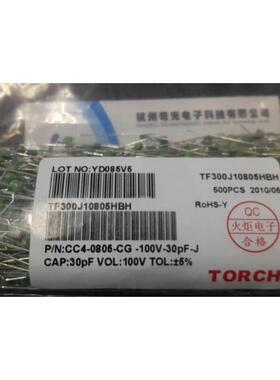 LOT NO:YD085V5
TF300J10805HBH
500PCS 2010/05
TF300J10805HBH
RoHS-Y
QC
火炬电子
合格
P/N:CC4-0805-CG -100V-30pF-J
CAP:30pF VOL:100V TOL:±5%
TORCH